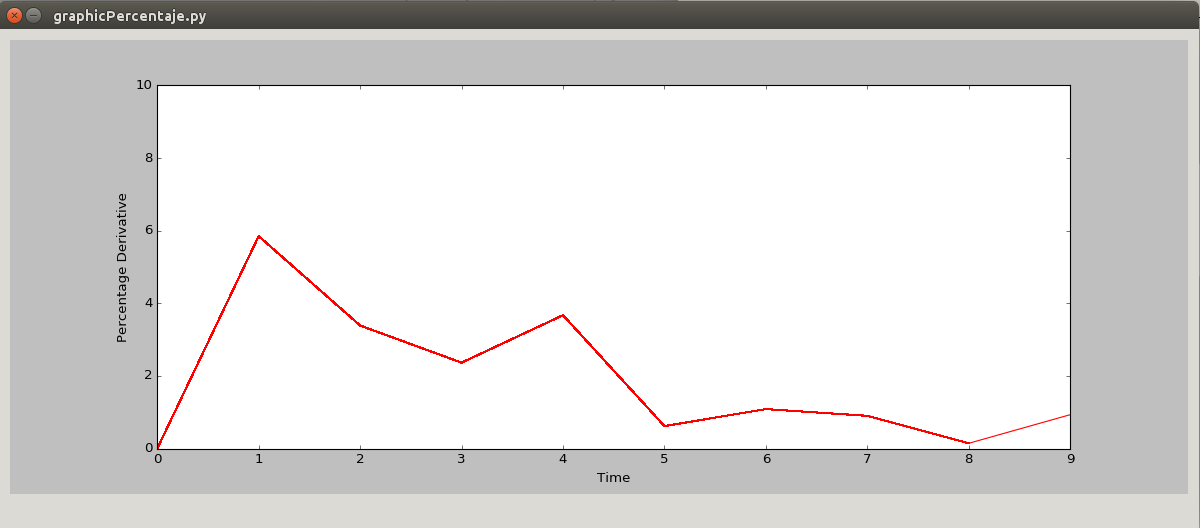 graphicPercentaje.py
10
8
6
4
2
0
Percentage Derivative
0 1 2 3 4 5 6 7 8 9
Time